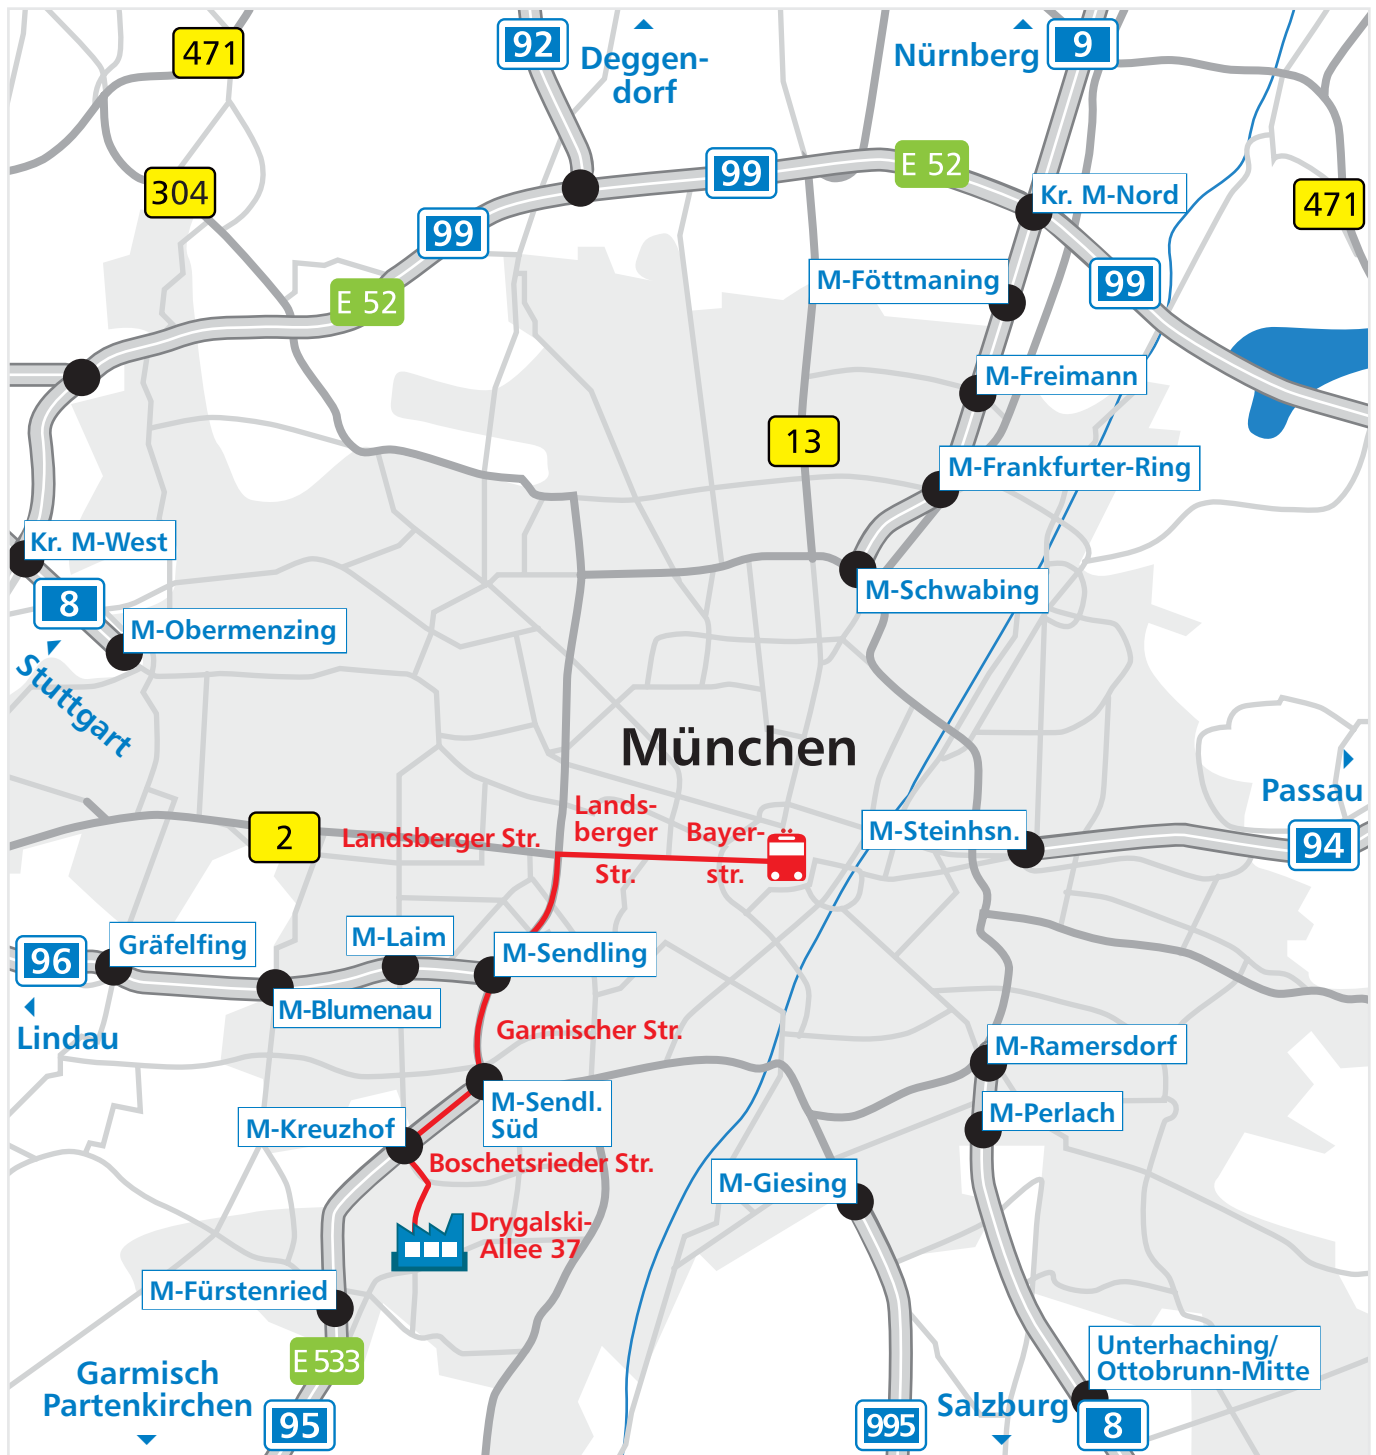 471
92
Deggen-
dorf
Nürnberg
9
304
99
99
E 52
Kr. M-Nord
471
E 52
M-Föttmaning
99
M-Freimann
13
M-Frankfurter-Ring
Kr. M-West
8
M-Schwabing
M-Obermenzing
Stuttgart
München
Passau
2
Landsberger Str.
Lands-
berger
Str.
Bayer-
str.
M-Steinhsn.
94
96
Gräfelfing
M-Laim
M-Sendling
M-Blumenau
Lindau
Garmischer Str.
M-Ramersdorf
M-Sendl.
Süd
M-Kreuzhof
M-Perlach
Boschetsrieder Str.
M-Giesing
Drygalski-
Allee 37
M-Fürstenried
E 533
Unterhaching/
Ottobrunn-Mitte
Garmisch
Partenkirchen
95
995
Salzburg
8